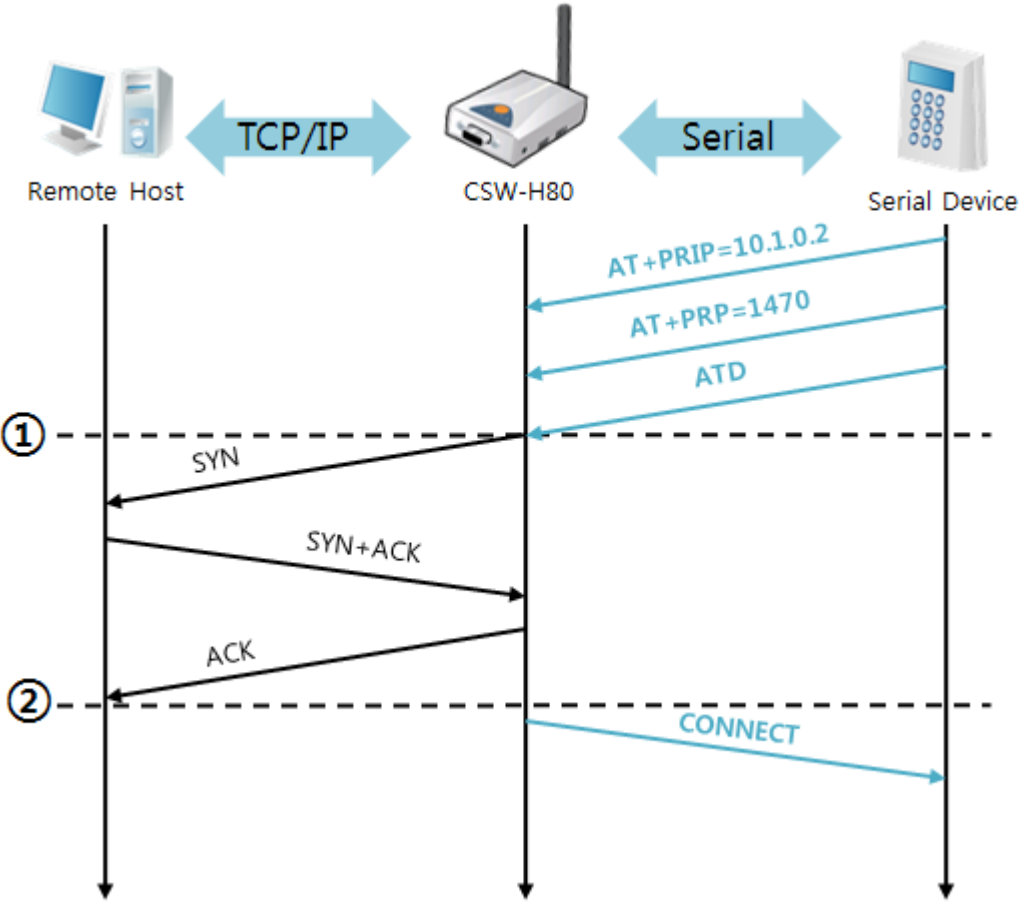 TCP/IP
Serial
Remote Host
CSW-H80
Serial Device
AT+PRIP=10.1.0.2
AT+PRP=1470
ATD
①
SYN
SYN+ACK
ACK
②
CONNECT